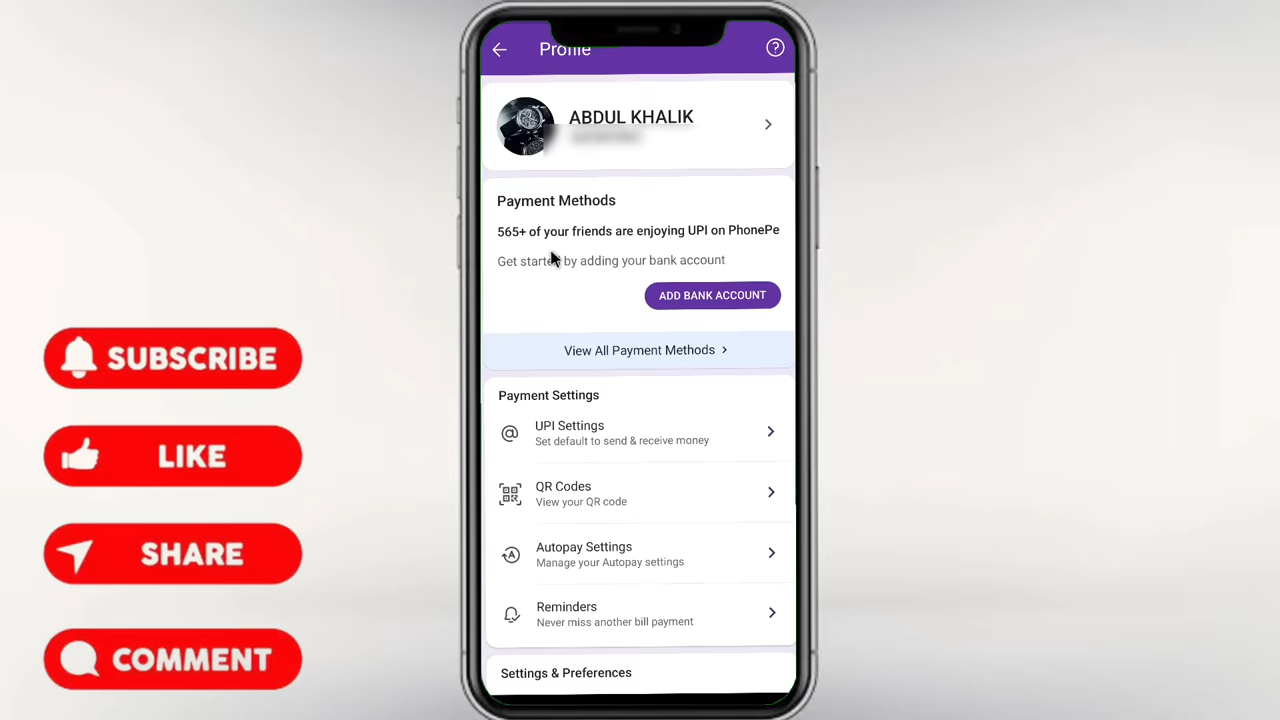 Profile
ABDUL KHALIK
Payment Methods
565+ of your friends are enjoying UPI on PhonePe
Get started by adding your bank account
ADD BANK ACCOUNT
View All Payment Methods
Payment Settings
UPI Settings
Set default to send & receive money
QR Codes
View your QR code
Autopay Settings
Manage your Autopay settings
Reminders
Never miss another bill payment
Settings & Preferences
SUBSCRIBE
LIKE
SHARE
COMMENT